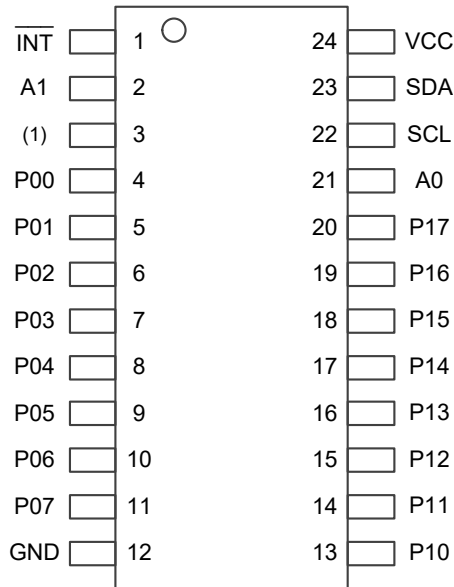 INT 1 24 VCC
A1 2 23 SDA
(1) 3 22 SCL
P00 4 21 A0
P01 5 20 P17
P02 6 19 P16
P03 7 18 P15
P04 8 17 P14
P05 9 16 P13
P06 10 15 P12
P07 11 14 P11
GND 12 13 P10